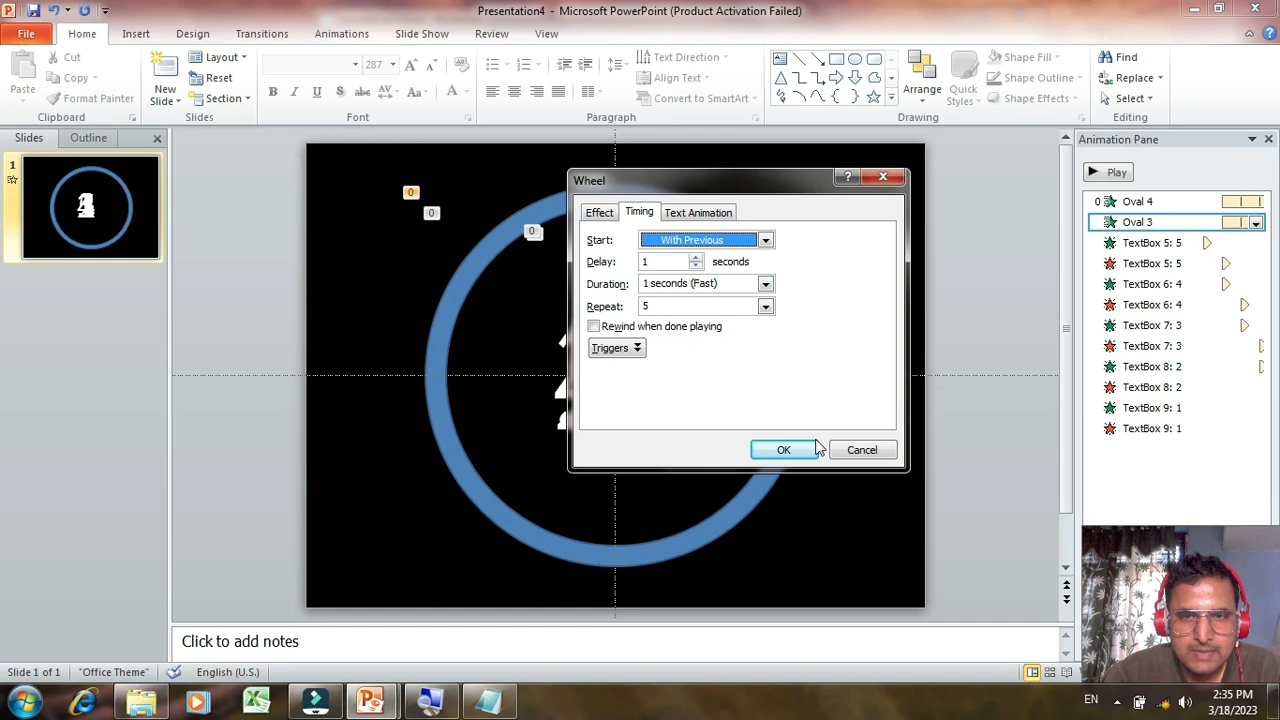 Presentation4 - Microsoft PowerPoint (Product Activation Failed)
File
Home
Insert
Design
Transitions
Animations
Slide Show
Review
View
Paste
Cut
Copy
Format Painter
Clipboard
New Slide
Layout
Reset
Section
Slides
287
Font
Text Direction
Align Text
Convert to SmartArt
Paragraph
Arrange
Quick Styles
Shape Fill
Shape Outline
Shape Effects
Drawing
Find
Replace
Select
Editing
Slides
Outline
1
0
0
0
Wheel
Effect
Timing
Text Animation
Start: With Previous
Delay: 1 seconds
Duration: 1 seconds (Fast)
Repeat: 5
Rewind when done playing
Triggers
OK
Cancel
Animation Pane
Play
0 Oval 4
Oval 3
TextBox 5: 5
TextBox 5: 5
TextBox 6: 4
TextBox 6: 4
TextBox 7: 3
TextBox 7: 3
TextBox 8: 2
TextBox 8: 2
TextBox 9: 1
TextBox 9: 1
Click to add notes
Slide 1 of 1
"Office Theme"
English (U.S.)
EN
2:35 PM
3/18/2023